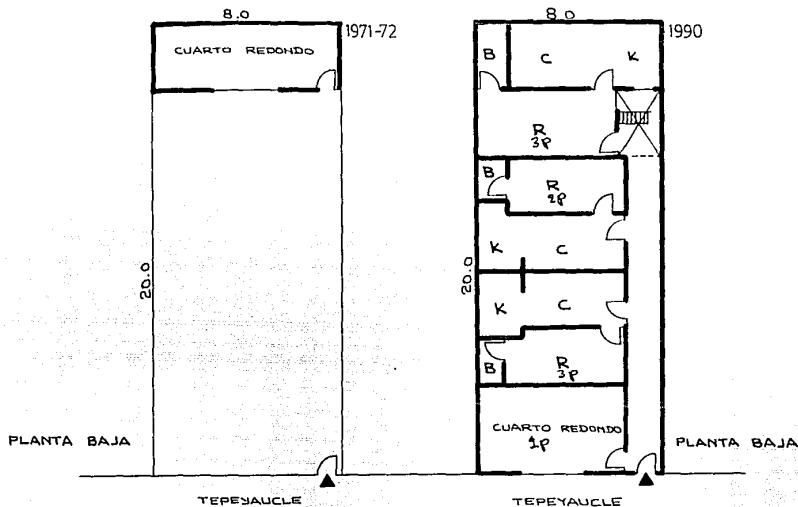 8.0
1971-72
CUARTO REDONDO
20.0
PLANTA BAJA
TEPEYAUCLE
8.0
1990
B
C
K
R
3P
B
R
2P
K
C
20.0
K
C
B
R
3P
CUARTO REDONDO
1P
PLANTA BAJA
TEPEYAUCLE